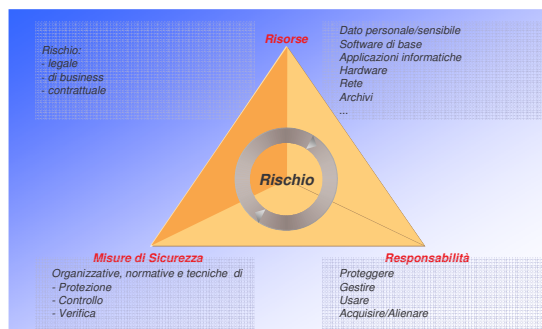 Rischio:
- legale
- di business
- contrattuale
Risorse
Dato personale/sensibile
Software di base
Applicazioni informatiche
Hardware
Rete
Archivi
...
Rischio
Misure di Sicurezza
Organizzative, normative e tecniche di
- Protezione
- Controllo
- Verifica
Responsabilità
Proteggere
Gestire
Usare
Acquisire/Alienare